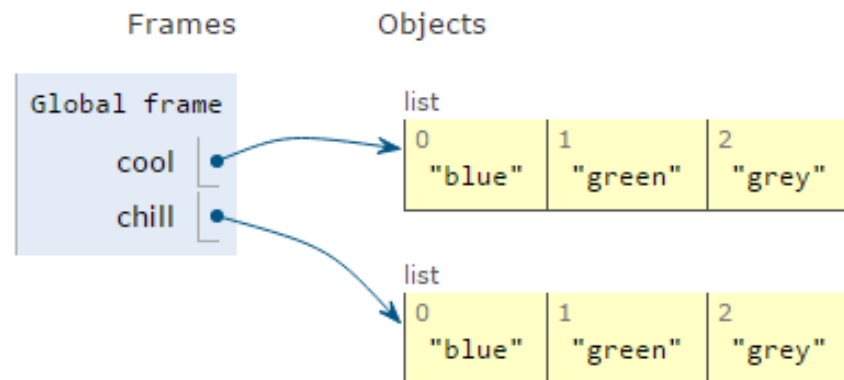 Frames Objects
Global frame
cool
chill
list
0 1 2
"blue" "green" "grey"
list
0 1 2
"blue" "green" "grey"